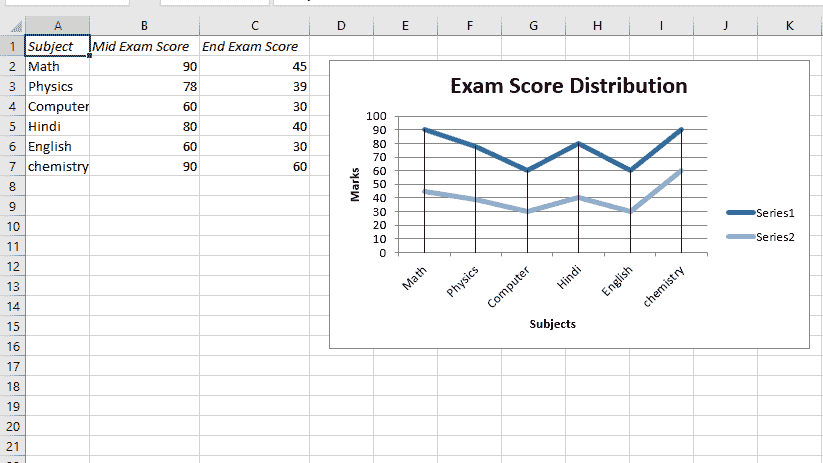 A B C D E F G H I J K
1 Subject Mid Exam Score End Exam Score
2 Math 90 45
3 Physics 78 39
4 Computer 60 30
5 Hindi 80 40
6 English 60 30
7 chemistry 90 60
8
9
10
11
12
13
14
15
16
17
18
19
20
21
Exam Score Distribution
100
90
80
70
60
50
40
30
20
10
0
Marks
Math Physics Computer Hindi English chemistry
Subjects
Series1
Series2